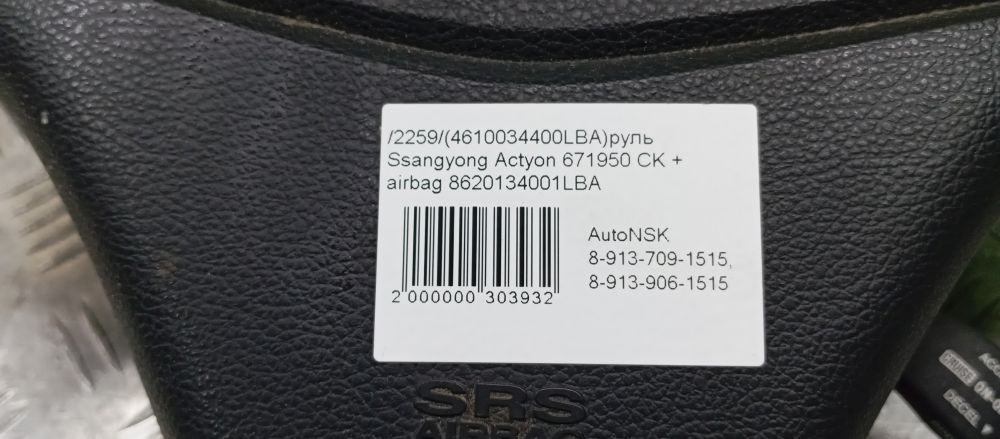 /2259/(4610034400LBA)руль
Ssangyong Actyon 671950 CK +
airbag 8620134001LBA
AutoNSK
8-913-709-1515,
8-913-906-1515
2 000000 303932
SRS
AIRBAG
CRUISE
DECEL